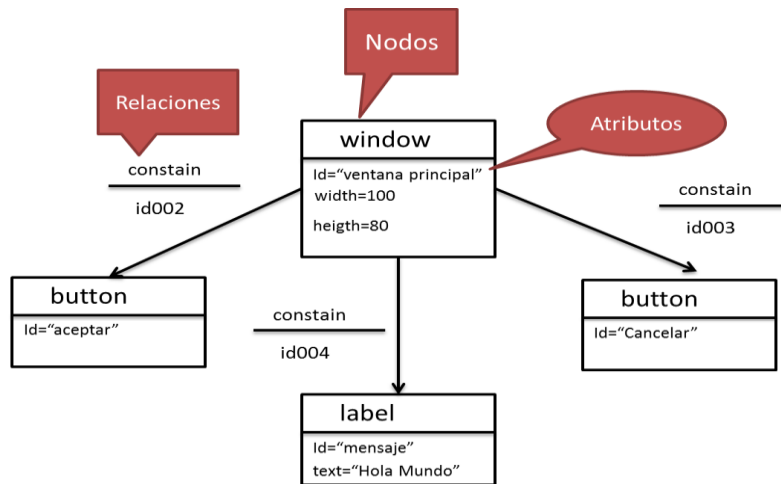 Nodos
Relaciones
Atributos
window
Id=“ventana principal”
width=100
heigth=80
constain
id002
constain
id003
button
Id=“aceptar”
constain
id004
button
Id=“Cancelar”
label
Id=“mensaje”
text=“Hola Mundo”